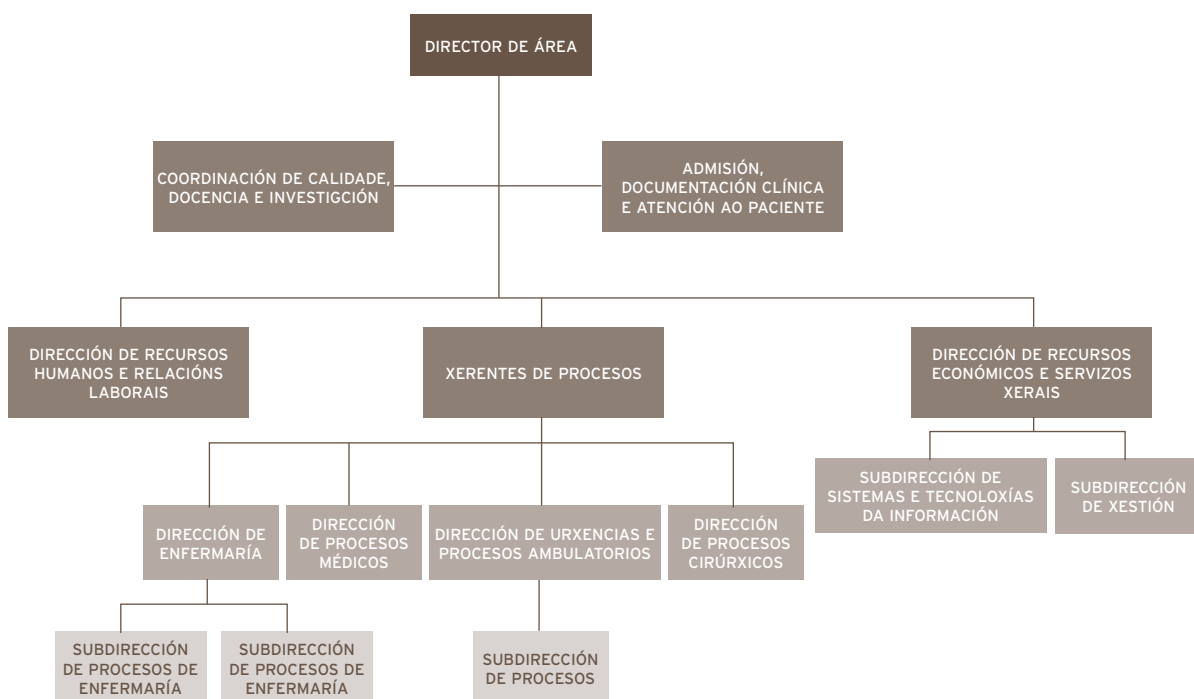 DIRECTOR DE ÁREA
COORDINACIÓN DE CALIDADE,
DOCENCIA E INVESTIGCIÓN
ADMISIÓN,
DOCUMENTACIÓN CLÍNICA
E ATENCIÓN AO PACIENTE
DIRECCIÓN DE RECURSOS
HUMANOS E RELACIÓNS
LABORAIS
XERENTES DE PROCESOS
DIRECCIÓN DE RECURSOS
ECONÓMICOS E SERVIZOS
XERAIS
SUBDIRECCIÓN DE
SISTEMAS E TECNOLOXÍAS
DA INFORMACIÓN
SUBDIRECCIÓN
DE XESTIÓN
DIRECCIÓN DE
ENFERMARÍA
DIRECCIÓN
DE PROCESOS
MÉDICOS
DIRECCIÓN DE URXENCIAS E
PROCESOS AMBULATORIOS
DIRECCIÓN
DE PROCESOS
CIRÚRXICOS
SUBDIRECCIÓN
DE PROCESOS DE
ENFERMARÍA
SUBDIRECCIÓN
DE PROCESOS DE
ENFERMARÍA
SUBDIRECCIÓN
DE PROCESOS